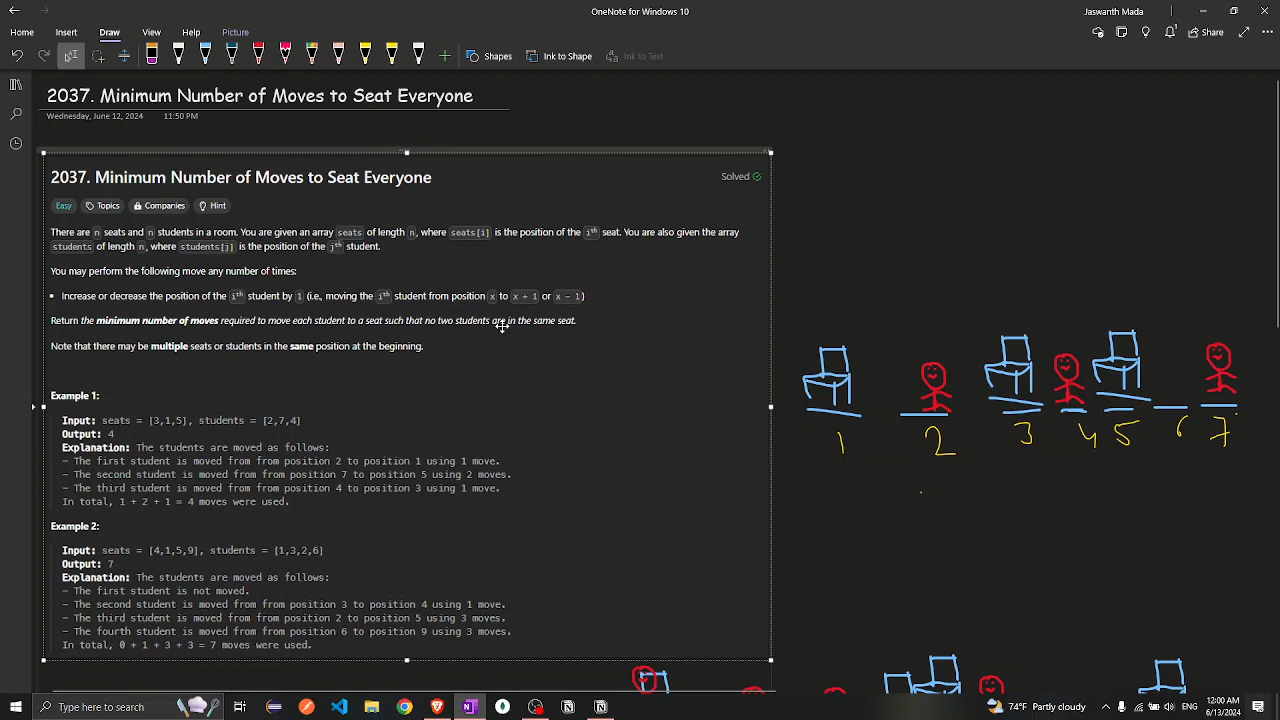 OneNote for Windows 10
Jaswanth Mada
Home Insert Draw View Help Picture
Share
Shapes Ink to Shape Ink to Text
2037. Minimum Number of Moves to Seat Everyone
Wednesday, June 12, 2024 11:50 PM
2037. Minimum Number of Moves to Seat Everyone
Solved
Easy Topics Companies Hint
There are n seats and n students in a room. You are given an array seats of length n, where seats[i] is the position of the ith seat. You are also given the array
students of length n, where students[j] is the position of the jth student.
You may perform the following move any number of times:
• Increase or decrease the position of the ith student by 1 (i.e., moving the ith student from position x to x + 1 or x - 1)
Return the minimum number of moves required to move each student to a seat such that no two students are in the same seat.
Note that there may be multiple seats or students in the same position at the beginning.
Example 1:
Input: seats = [3,1,5], students = [2,7,4]
Output: 4
Explanation: The students are moved as follows:
- The first student is moved from from position 2 to position 1 using 1 move.
- The second student is moved from from position 7 to position 5 using 2 moves.
- The third student is moved from from position 4 to position 3 using 1 move.
In total, 1 + 2 + 1 = 4 moves were used.
Example 2:
Input: seats = [4,1,5,9], students = [1,3,2,6]
Output: 7
Explanation: The students are moved as follows:
- The first student is not moved.
- The second student is moved from from position 3 to position 4 using 1 move.
- The third student is moved from from position 2 to position 5 using 3 moves.
- The fourth student is moved from from position 6 to position 9 using 3 moves.
In total, 0 + 1 + 3 + 3 = 7 moves were used.
1 2 3 4 5 6 7
Type here to search
74°F Partly cloudy
12:00 AM
6/13/2024